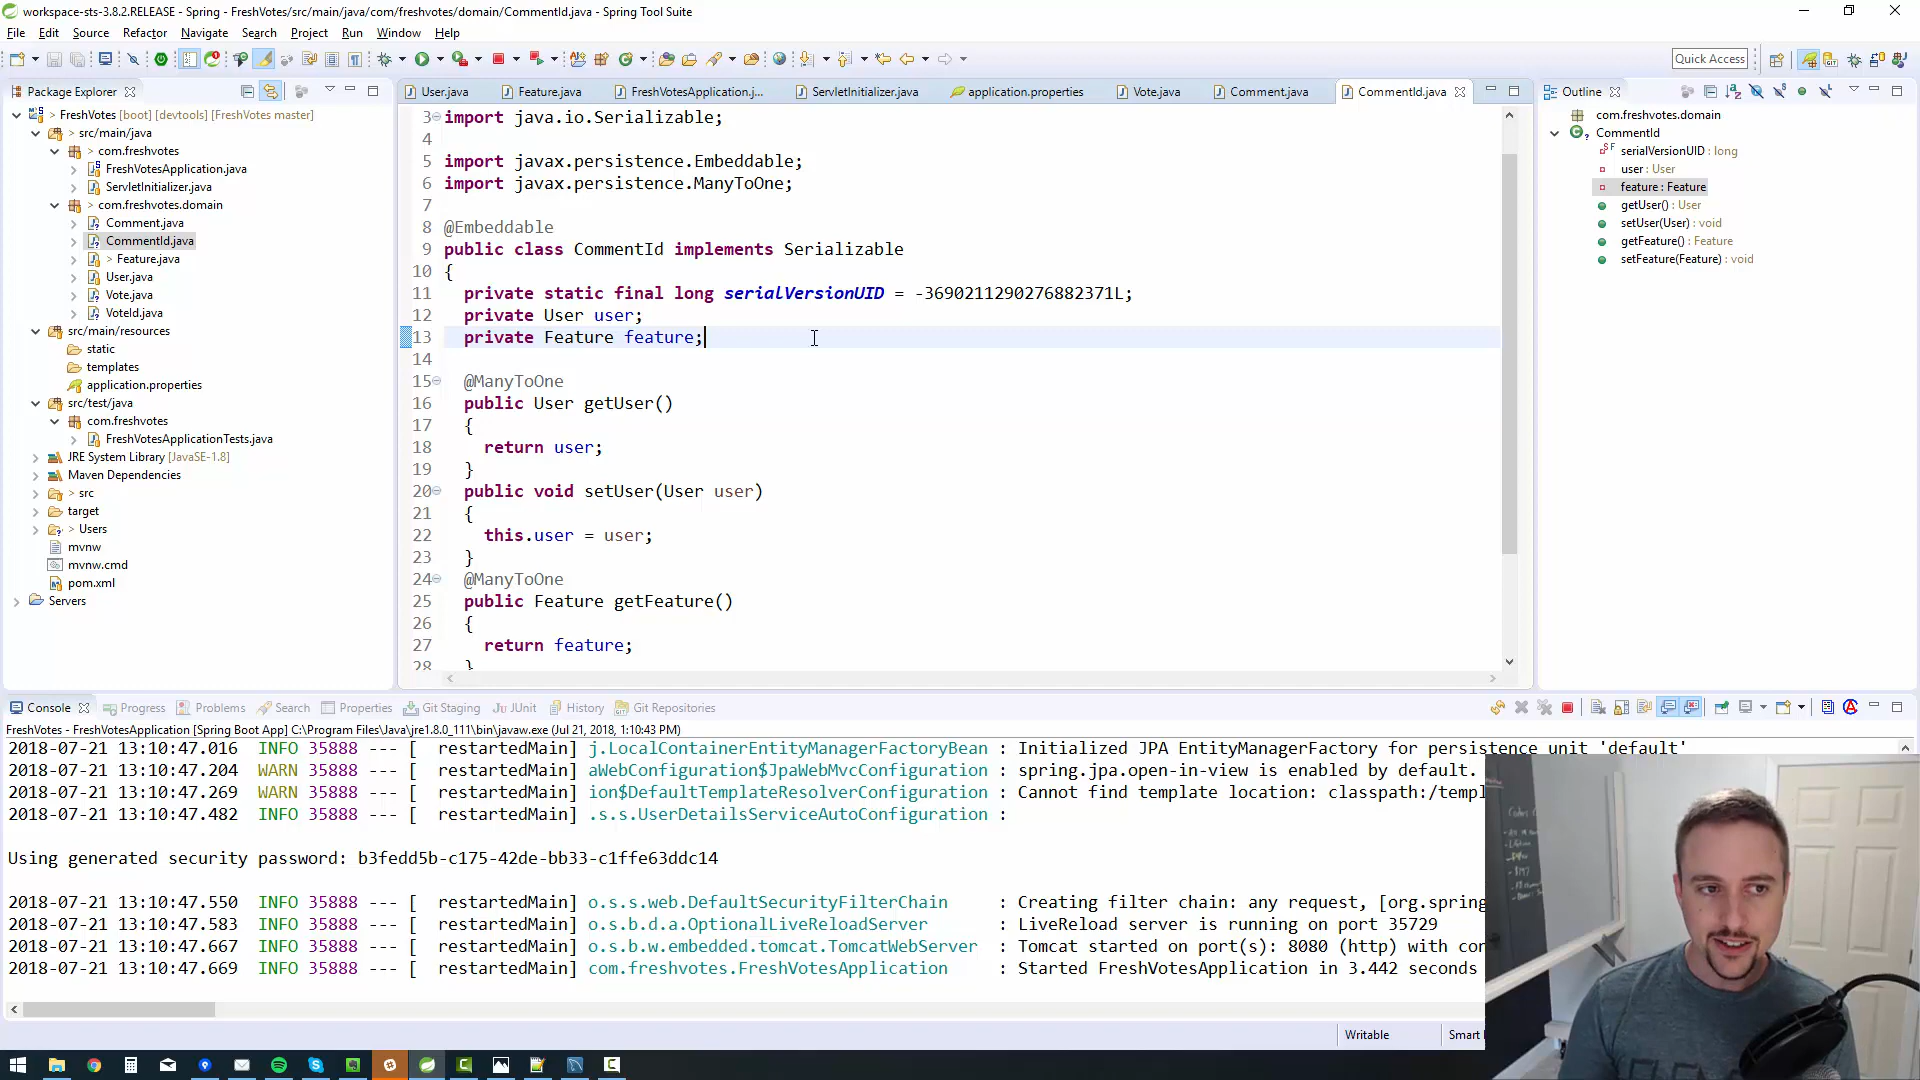 workspace-sts-3.8.2.RELEASE - Spring - FreshVotes/src/main/java/com/freshvotes/domain/CommentId.java - Spring Tool Suite
File Edit Source Refactor Navigate Search Project Run Window Help
Quick Access
Package Explorer
User.java Feature.java FreshVotesApplication.j... ServletInitializer.java application.properties Vote.java Comment.java CommentId.java
Outline
> FreshVotes [boot] [devtools] [FreshVotes master]
> src/main/java
> com.freshvotes
FreshVotesApplication.java
ServletInitializer.java
> com.freshvotes.domain
Comment.java
CommentId.java
> Feature.java
User.java
Vote.java
VoteId.java
src/main/resources
static
templates
application.properties
src/test/java
com.freshvotes
FreshVotesApplicationTests.java
JRE System Library [JavaSE-1.8]
Maven Dependencies
> src
target
> Users
mvnw
mvnw.cmd
pom.xml
Servers
3 import java.io.Serializable;
4
5 import javax.persistence.Embeddable;
6 import javax.persistence.ManyToOne;
7
8 @Embeddable
9 public class CommentId implements Serializable
10 {
11 private static final long serialVersionUID = -3690211290276882371L;
12 private User user;
13 private Feature feature;
14
15 @ManyToOne
16 public User getUser()
17 {
18 return user;
19 }
20 public void setUser(User user)
21 {
22 this.user = user;
23 }
24 @ManyToOne
25 public Feature getFeature()
26 {
27 return feature;
28 }
com.freshvotes.domain
CommentId
serialVersionUID : long
user : User
feature : Feature
getUser() : User
setUser(User) : void
getFeature() : Feature
setFeature(Feature) : void
Console Progress Problems Search Properties Git Staging JUnit History Git Repositories
FreshVotes - FreshVotesApplication [Spring Boot App] C:\Program Files\Java\jre1.8.0_111\bin\javaw.exe (Jul 21, 2018, 1:10:43 PM)
2018-07-21 13:10:47.016 INFO 35888 --- [ restartedMain] j.LocalContainerEntityManagerFactoryBean : Initialized JPA EntityManagerFactory for persistence unit 'default'
2018-07-21 13:10:47.204 WARN 35888 --- [ restartedMain] aWebConfiguration$JpaWebMvcConfiguration : spring.jpa.open-in-view is enabled by default.
2018-07-21 13:10:47.269 WARN 35888 --- [ restartedMain] ion$DefaultTemplateResolverConfiguration : Cannot find template location: classpath:/templ
2018-07-21 13:10:47.482 INFO 35888 --- [ restartedMain] .s.s.UserDetailsServiceAutoConfiguration :
Using generated security password: b3fedd5b-c175-42de-bb33-c1ffe63ddc14
2018-07-21 13:10:47.550 INFO 35888 --- [ restartedMain] o.s.s.web.DefaultSecurityFilterChain : Creating filter chain: any request, [org.spring
2018-07-21 13:10:47.583 INFO 35888 --- [ restartedMain] o.s.b.d.a.OptionalLiveReloadServer : LiveReload server is running on port 35729
2018-07-21 13:10:47.667 INFO 35888 --- [ restartedMain] o.s.b.w.embedded.tomcat.TomcatWebServer : Tomcat started on port(s): 8080 (http) with con
2018-07-21 13:10:47.669 INFO 35888 --- [ restartedMain] com.freshvotes.FreshVotesApplication : Started FreshVotesApplication in 3.442 seconds
Writable Smart